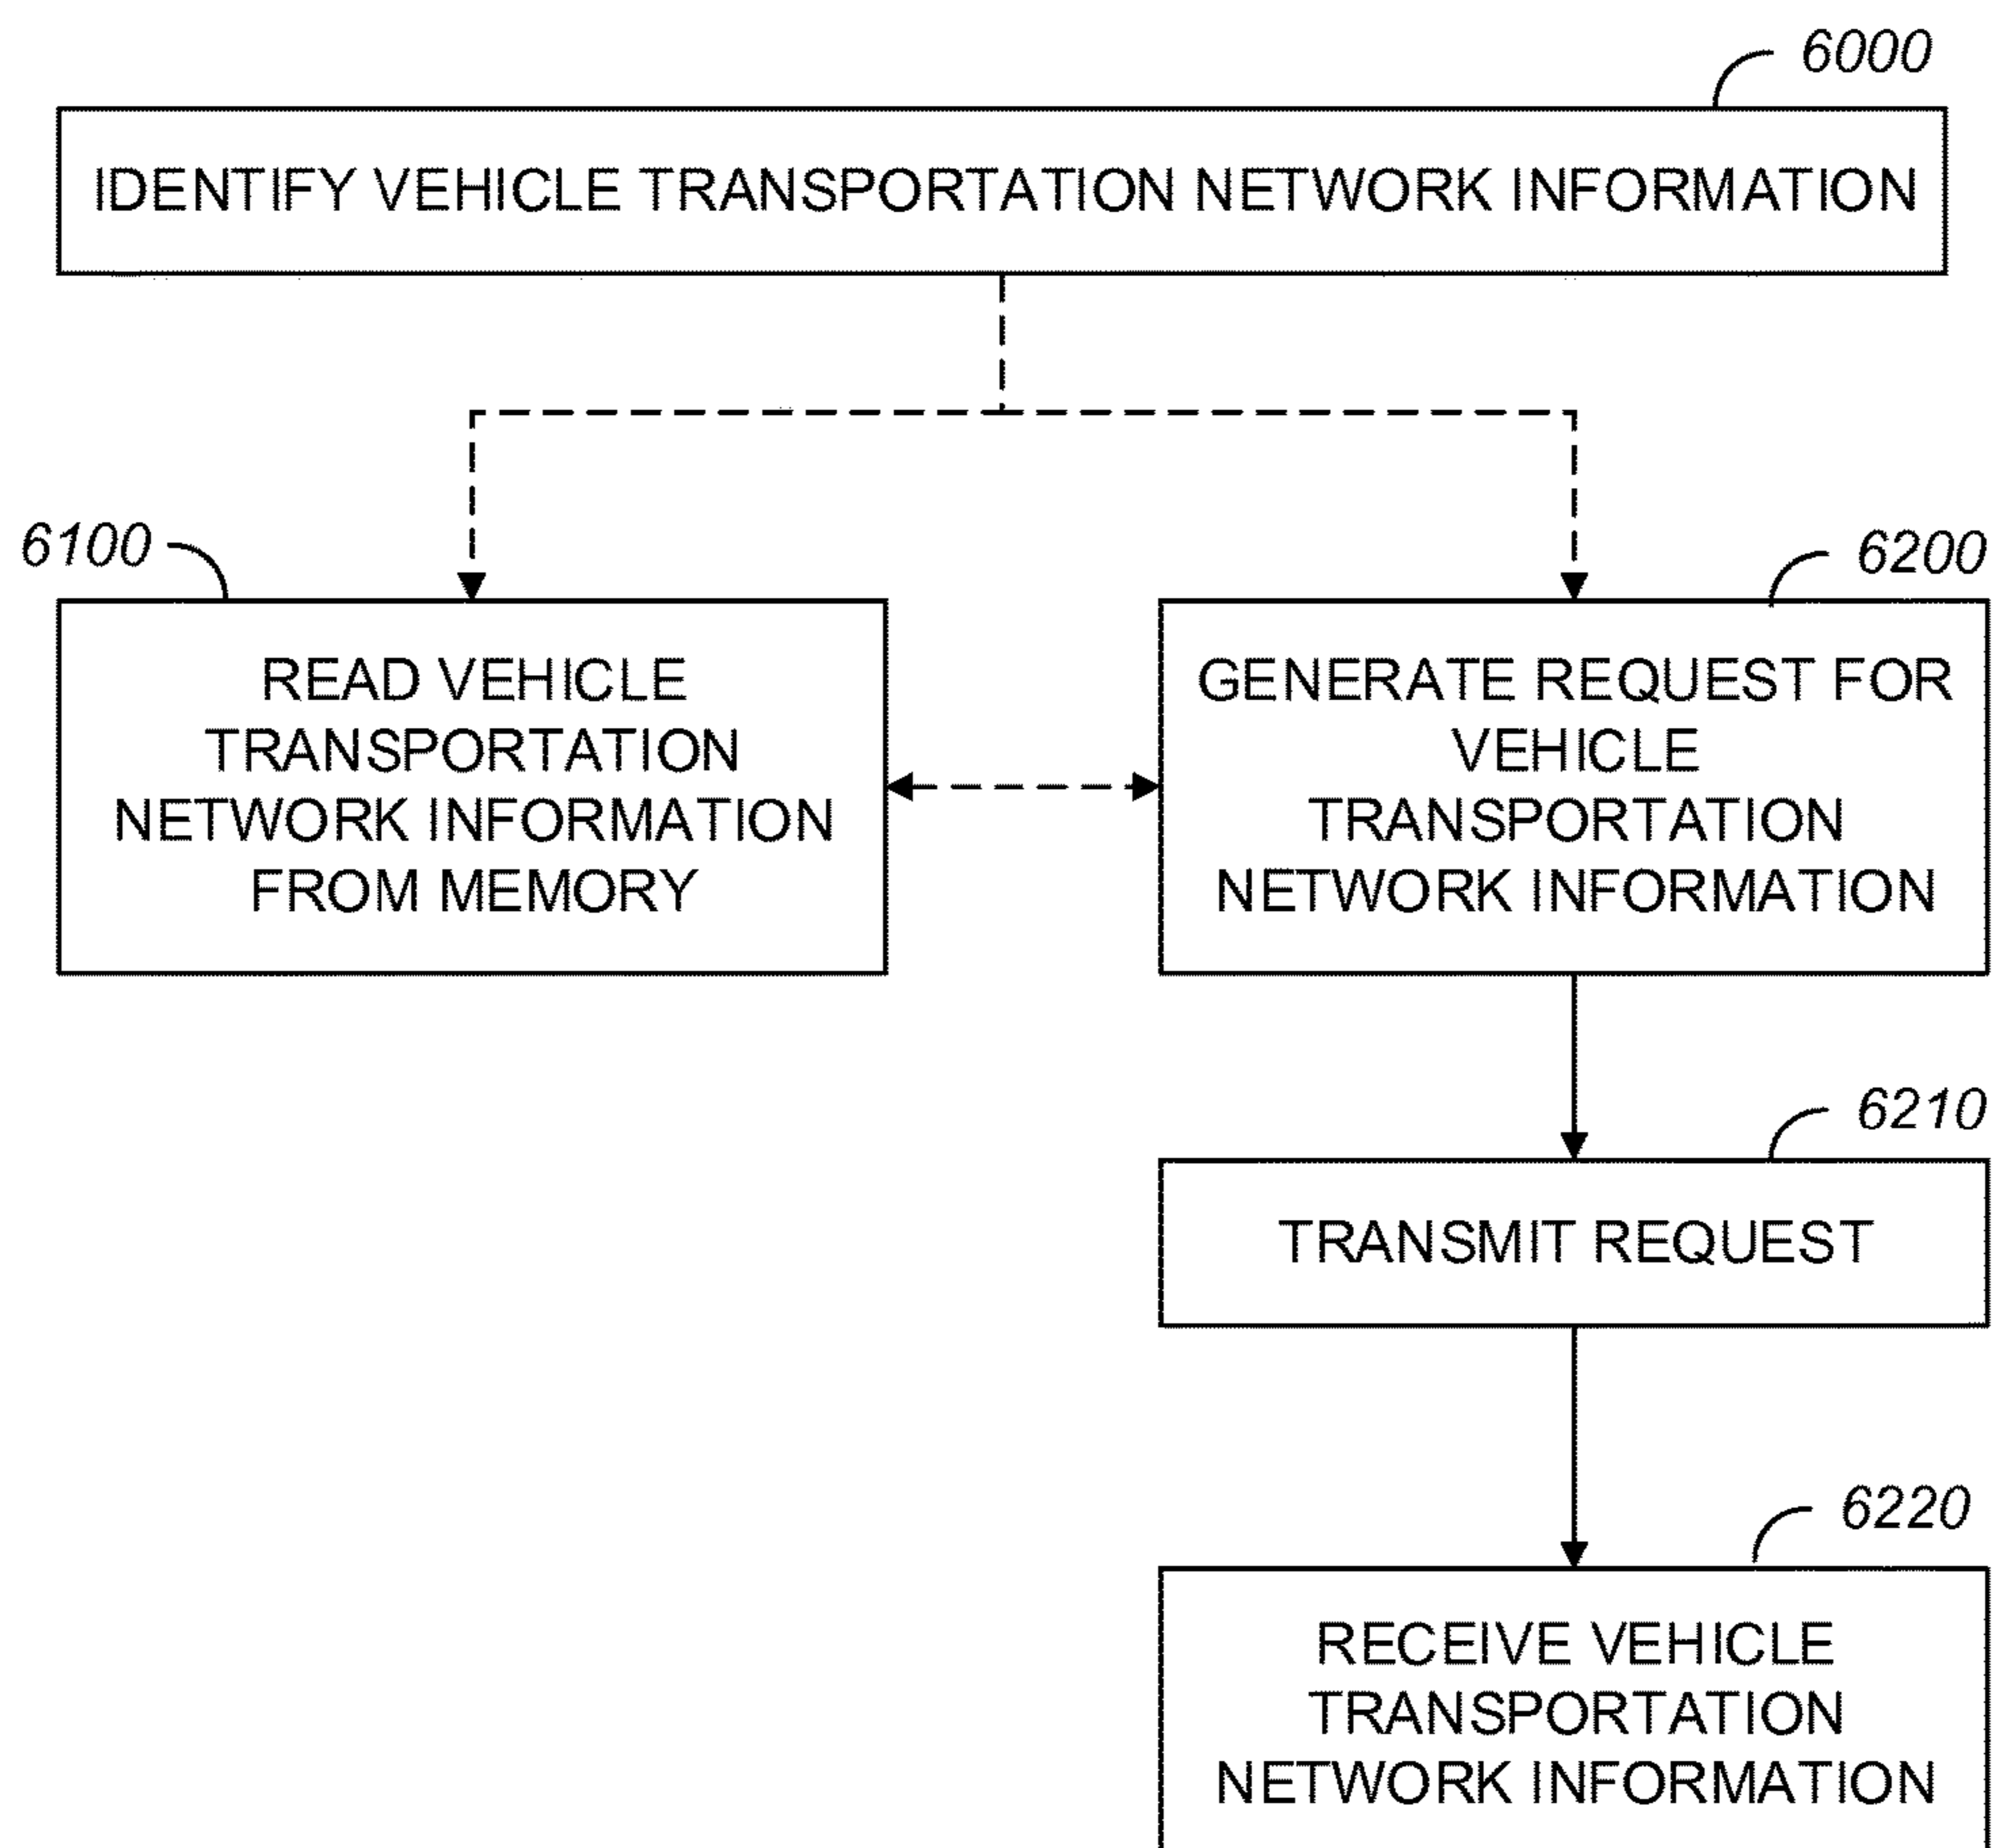 6000
IDENTIFY VEHICLE TRANSPORTATION NETWORK INFORMATION
6100
READ VEHICLE
TRANSPORTATION
NETWORK INFORMATION
FROM MEMORY
6200
GENERATE REQUEST FOR
VEHICLE
TRANSPORTATION
NETWORK INFORMATION
6210
TRANSMIT REQUEST
6220
RECEIVE VEHICLE
TRANSPORTATION
NETWORK INFORMATION